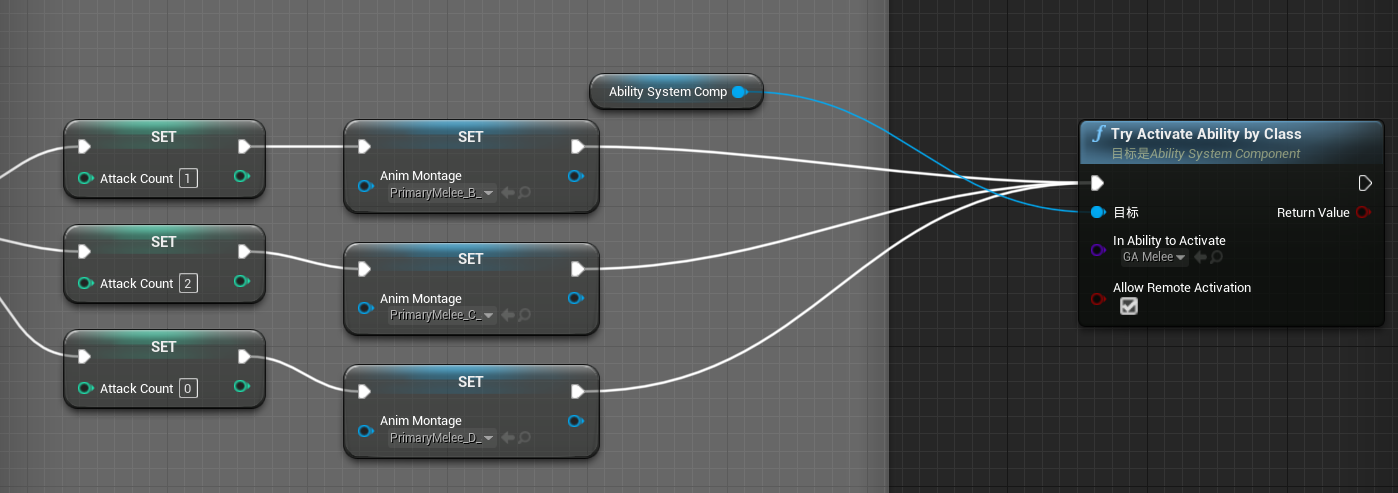 Ability System Comp
SET
Attack Count 1
SET
Anim Montage
PrimaryMelee_B_
SET
Attack Count 2
SET
Anim Montage
PrimaryMelee_C_
SET
Attack Count 0
SET
Anim Montage
PrimaryMelee_D_
f Try Activate Ability by Class
目标是Ability System Component
目标
Return Value
In Ability to Activate
GA Melee
Allow Remote Activation